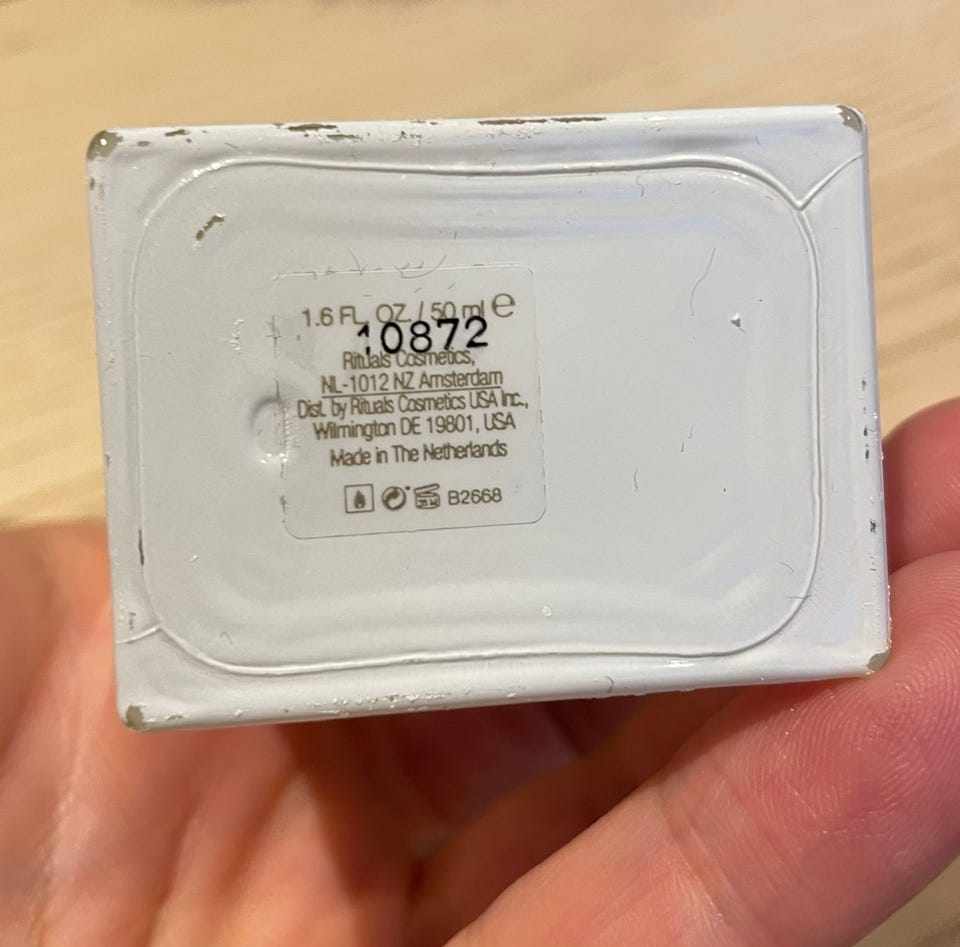 1.6 FL. OZ. / 50 ml ℮
10872
Rituals Cosmetics,
NL-1012 NZ Amsterdam
Dist. by Rituals Cosmetics USA Inc.,
Wilmington DE 19801, USA
Made in The Netherlands
B2668